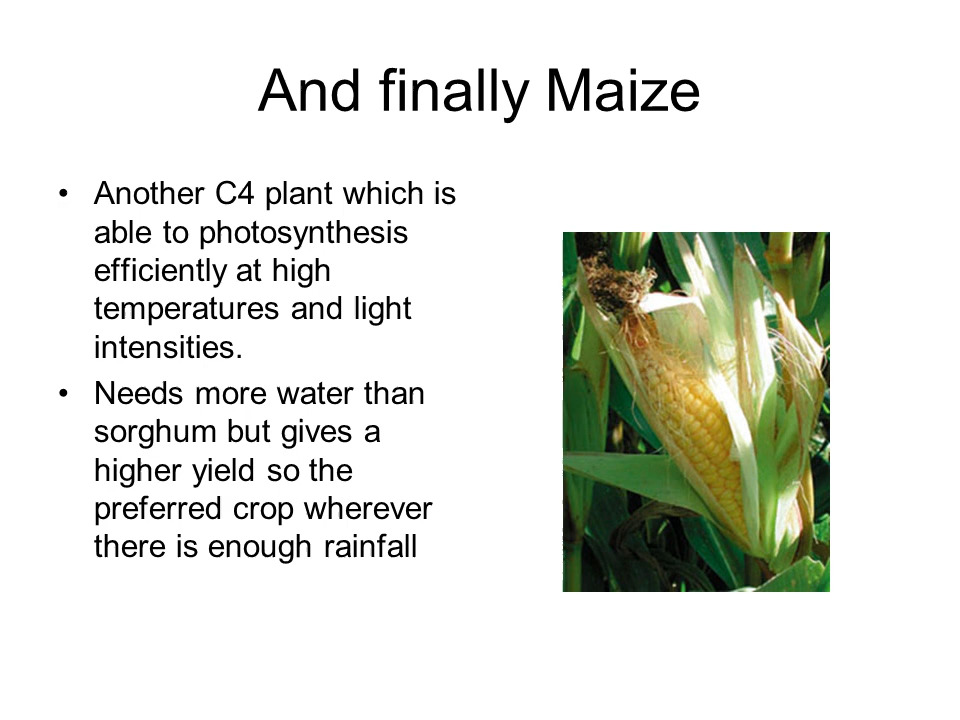 And finally Maize
• Another C4 plant which is
able to photosynthesis
efficiently at high
temperatures and light
intensities.
• Needs more water than
sorghum but gives a
higher yield so the
preferred crop wherever
there is enough rainfall